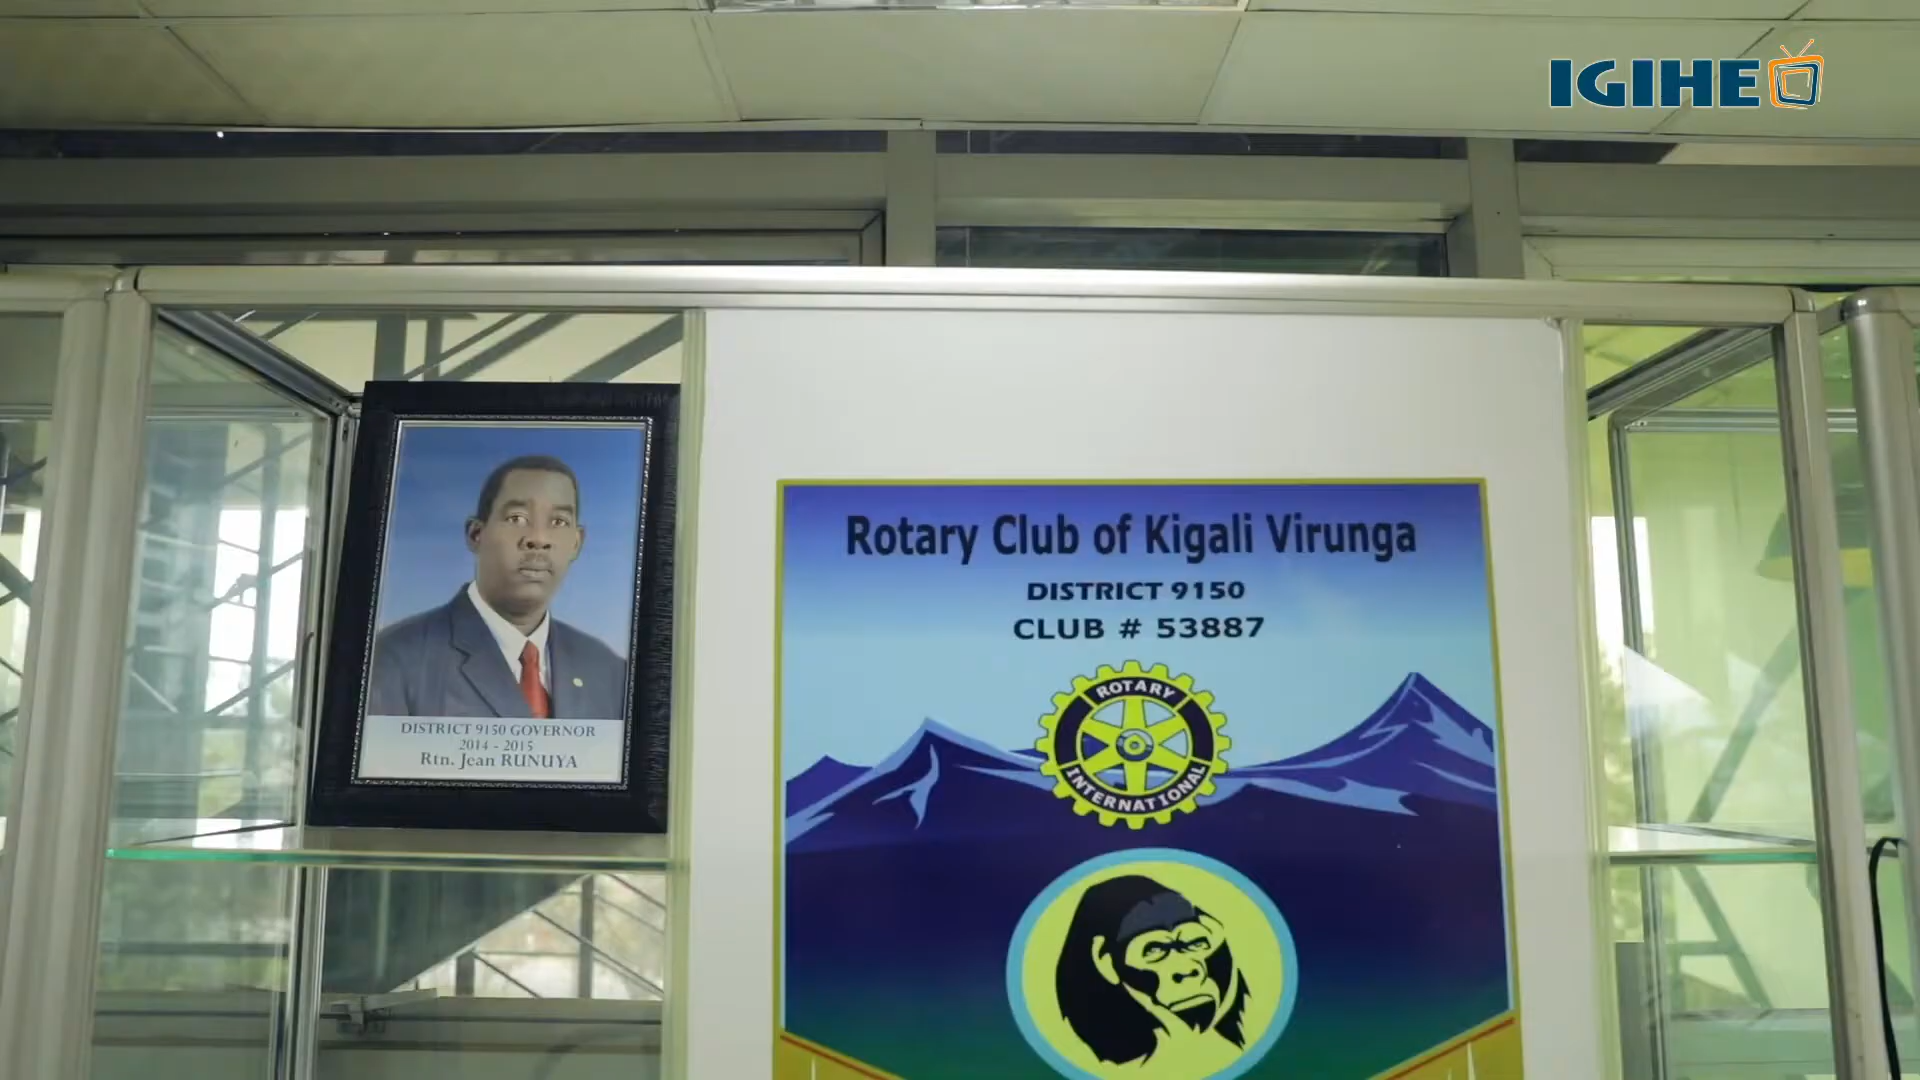 IGIHE
Rotary Club of Kigali Virunga
DISTRICT 9150
CLUB # 53887
ROTARY
INTERNATIONAL
DISTRICT 9150 GOVERNOR
2014 - 2015
Rtn. Jean RUNUYA